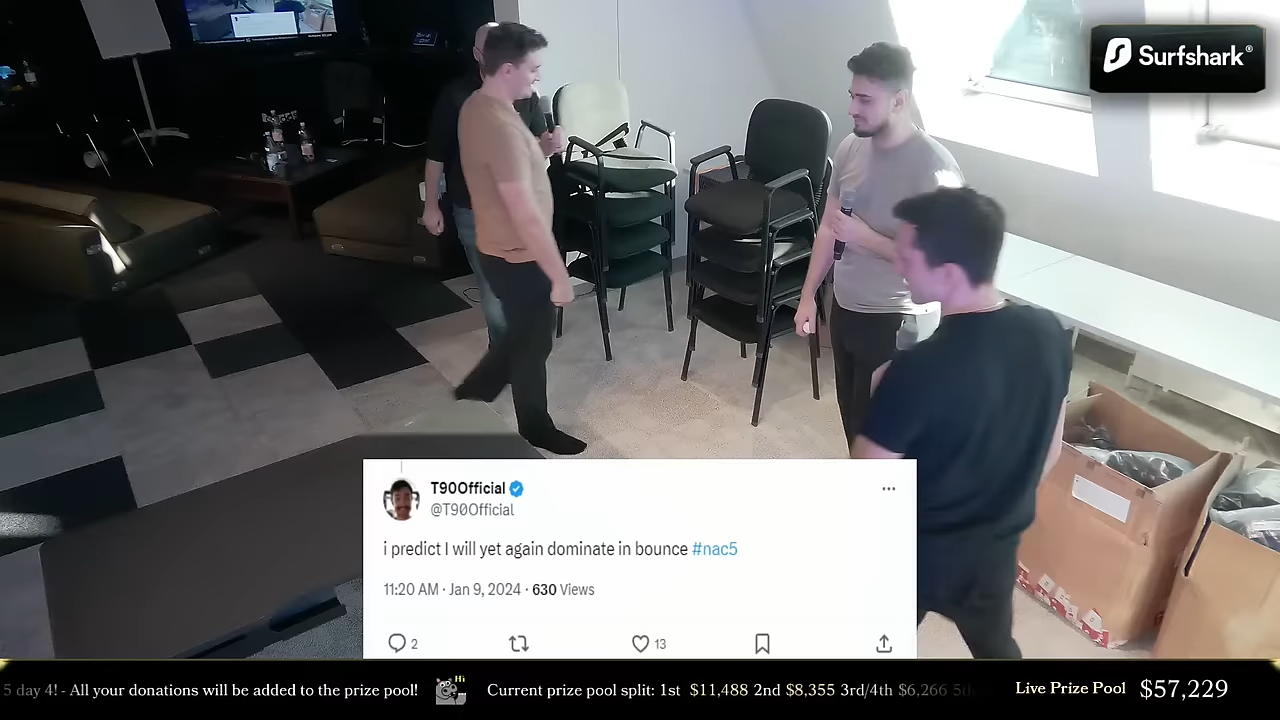 Surfshark®
T90Official
@T90Official
i predict I will yet again dominate in bounce #nac5
11:20 AM · Jan 9, 2024 · 630 Views
2
13
5 day 4! - All your donations will be added to the prize pool!
Hi
Current prize pool split: 1st $11,488 2nd $8,355 3rd/4th $6,266
Live Prize Pool $57,229